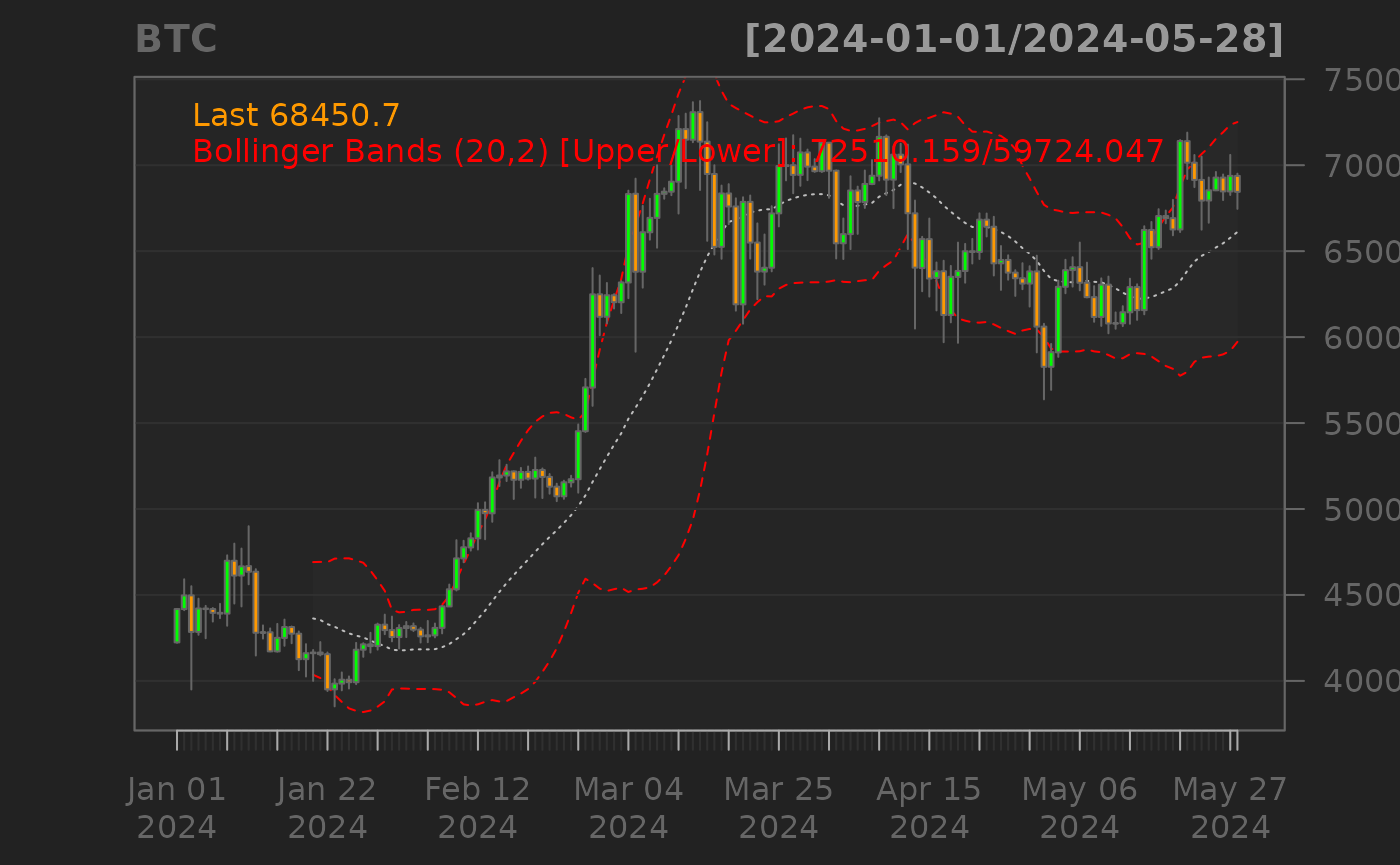 BTC [2024-01-01/2024-05-28]
Last 68450.7
Bollinger Bands (20,2) [Upper/Lower]: 72510.159/59724.047
7500
7000
6500
6000
5500
5000
4500
4000
Jan 01 Jan 22 Feb 12 Mar 04 Mar 25 Apr 15 May 06 May 27
2024 2024 2024 2024 2024 2024 2024 2024